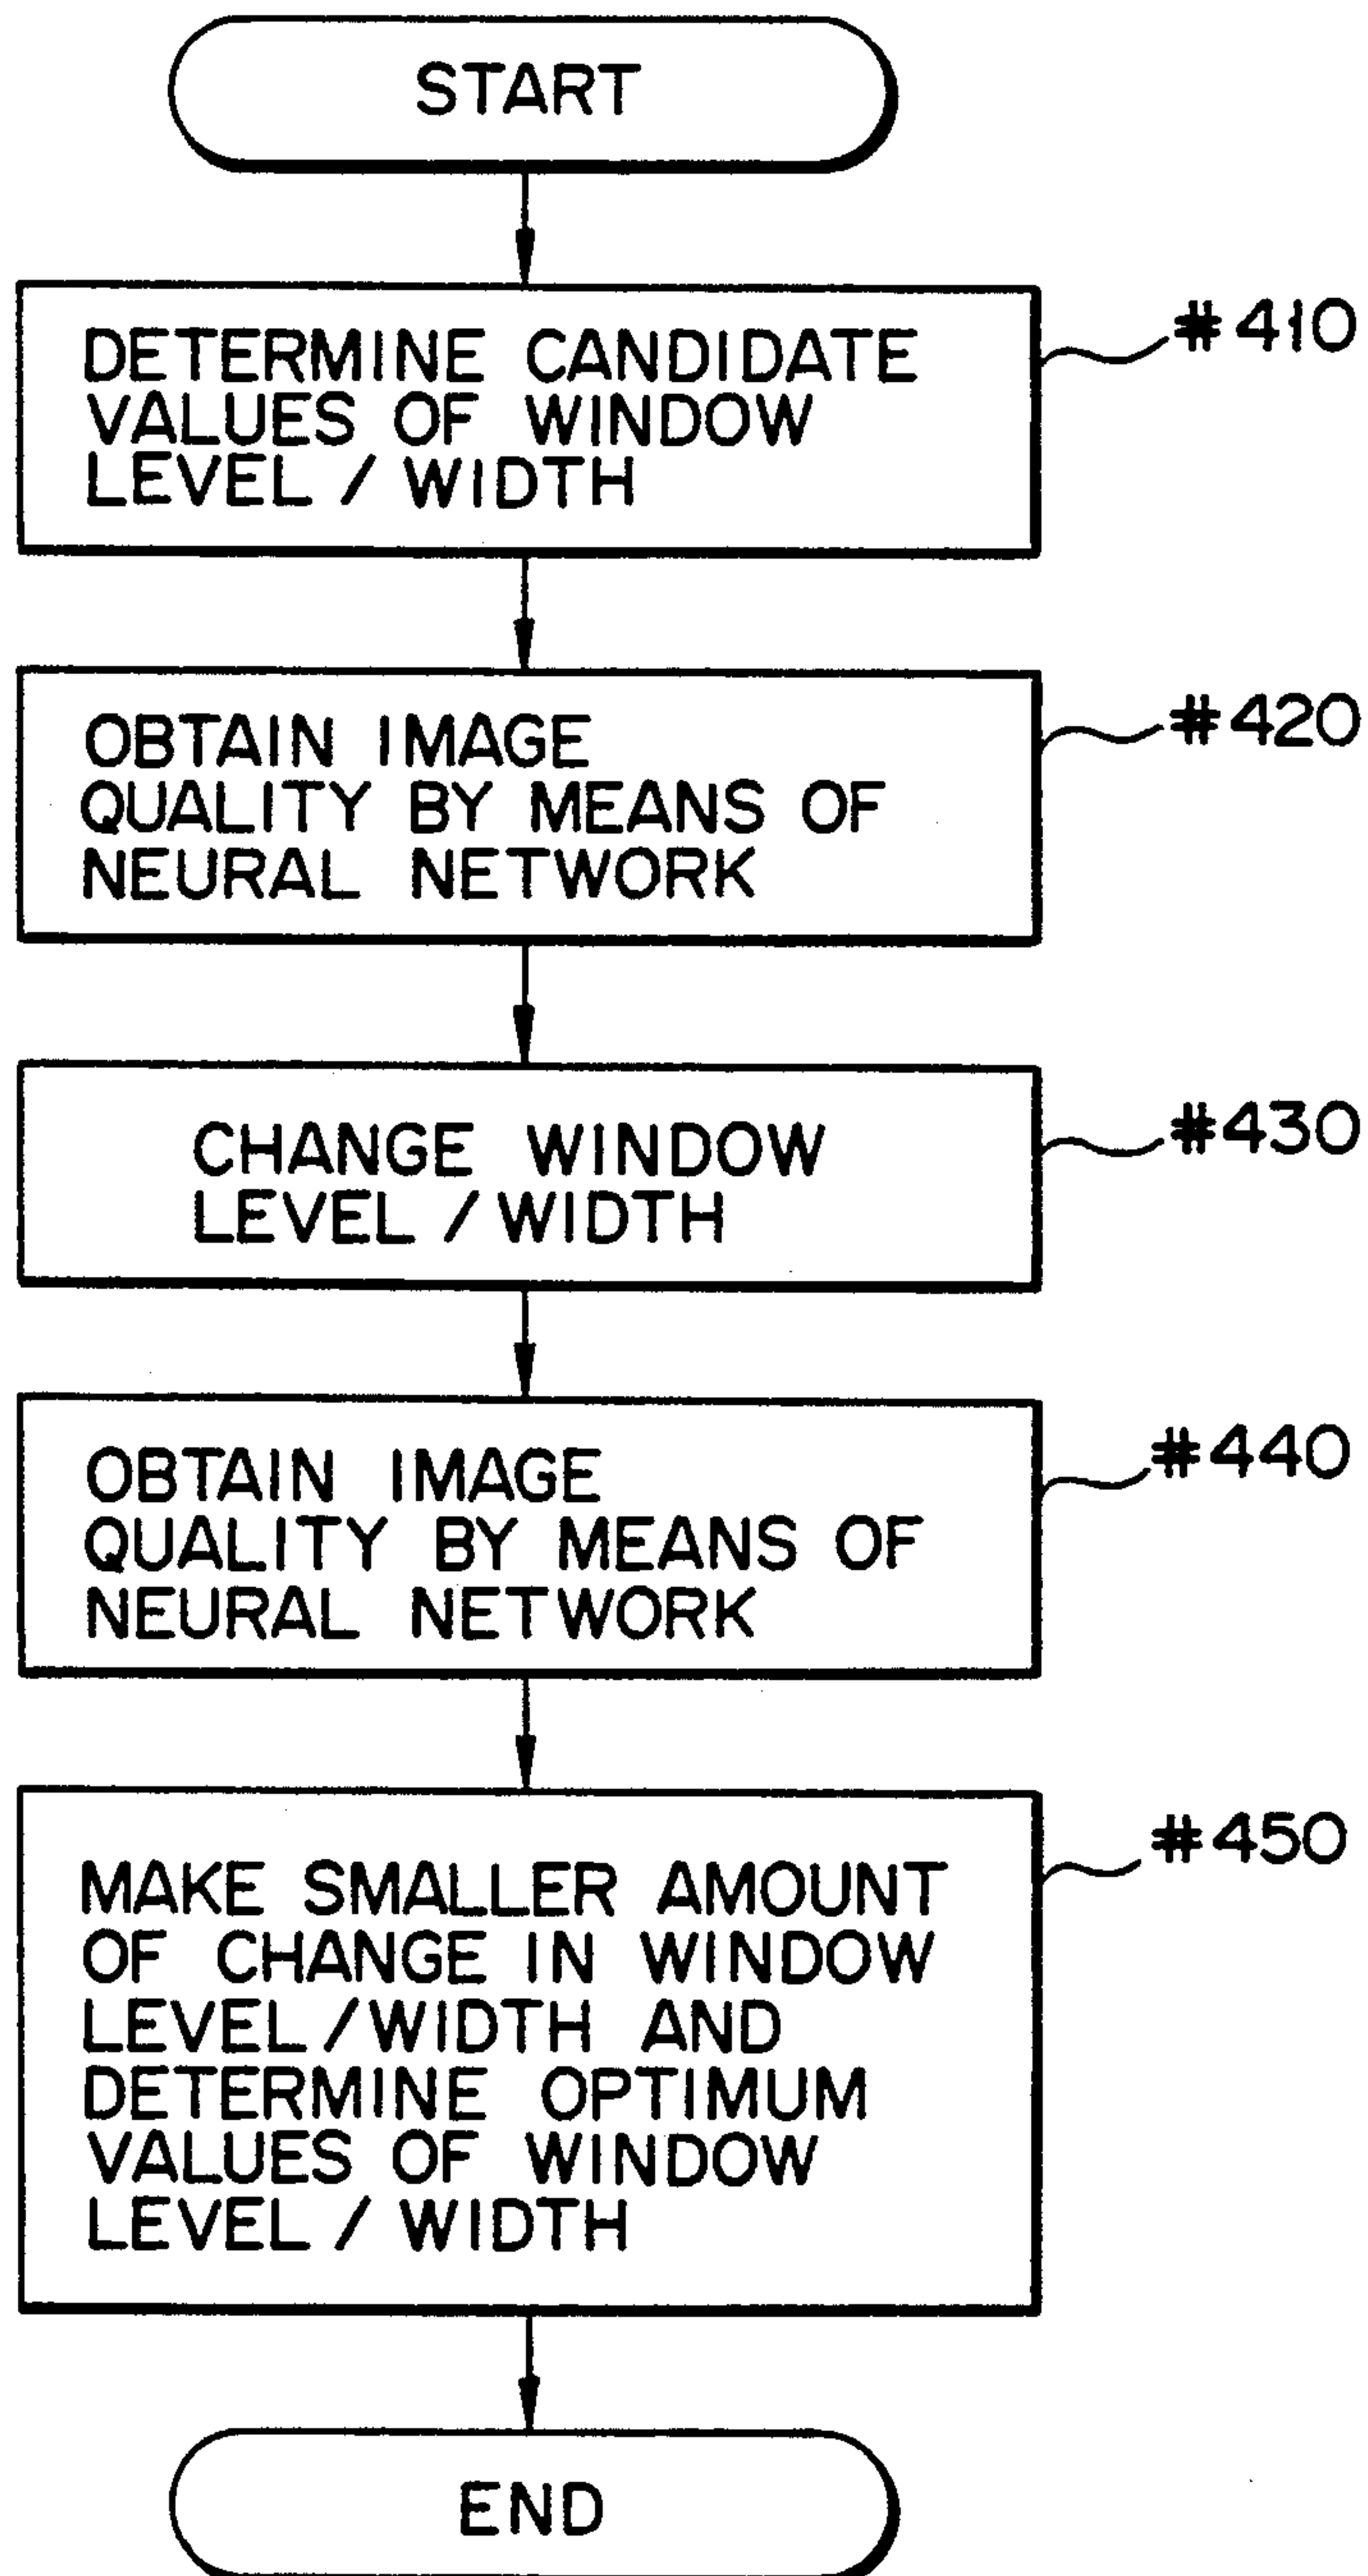 START
DETERMINE CANDIDATE
VALUES OF WINDOW
LEVEL / WIDTH
#410
OBTAIN IMAGE
QUALITY BY MEANS OF
NEURAL NETWORK
#420
CHANGE WINDOW
LEVEL / WIDTH
#430
OBTAIN IMAGE
QUALITY BY MEANS OF
NEURAL NETWORK
#440
MAKE SMALLER AMOUNT
OF CHANGE IN WINDOW
LEVEL / WIDTH AND
DETERMINE OPTIMUM
VALUES OF WINDOW
LEVEL / WIDTH
#450
END